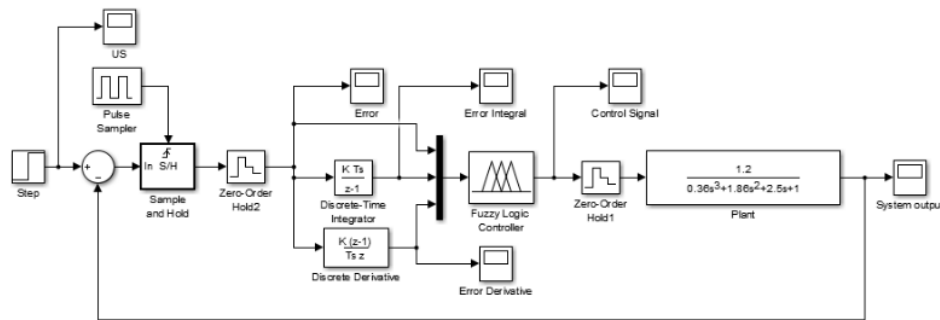 US
Pulse
Sampler
Step
+
-
In S/H
Sample
and Hold
Zero-Order
Hold2
Error
K Ts
z-1
Discrete-Time
Integrator
K (z-1)
Ts z
Discrete Derivative
Error Integral
Fuzzy Logic
Controller
Error Derivative
Control Signal
Zero-Order
Hold1
1.2
0.36s³+1.86s²+2.5s+1
Plant
System output